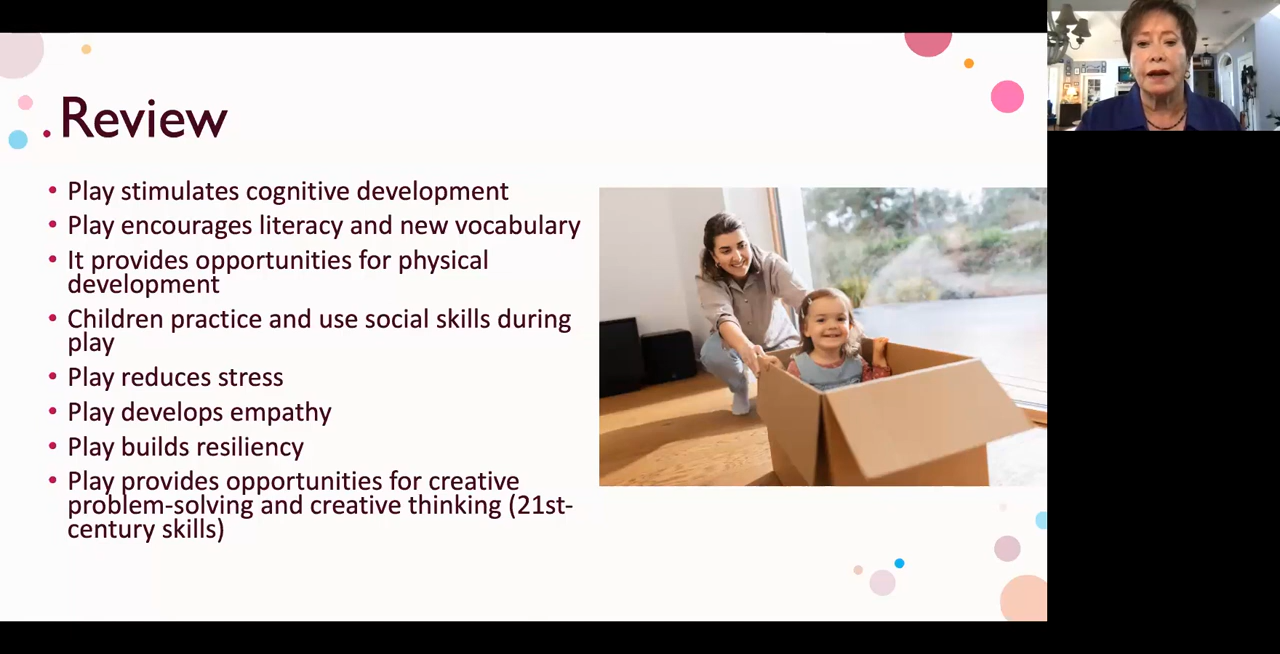 Review
• Play stimulates cognitive development
• Play encourages literacy and new vocabulary
• It provides opportunities for physical
development
• Children practice and use social skills during
play
• Play reduces stress
• Play develops empathy
• Play builds resiliency
• Play provides opportunities for creative
problem-solving and creative thinking (21st-
century skills)